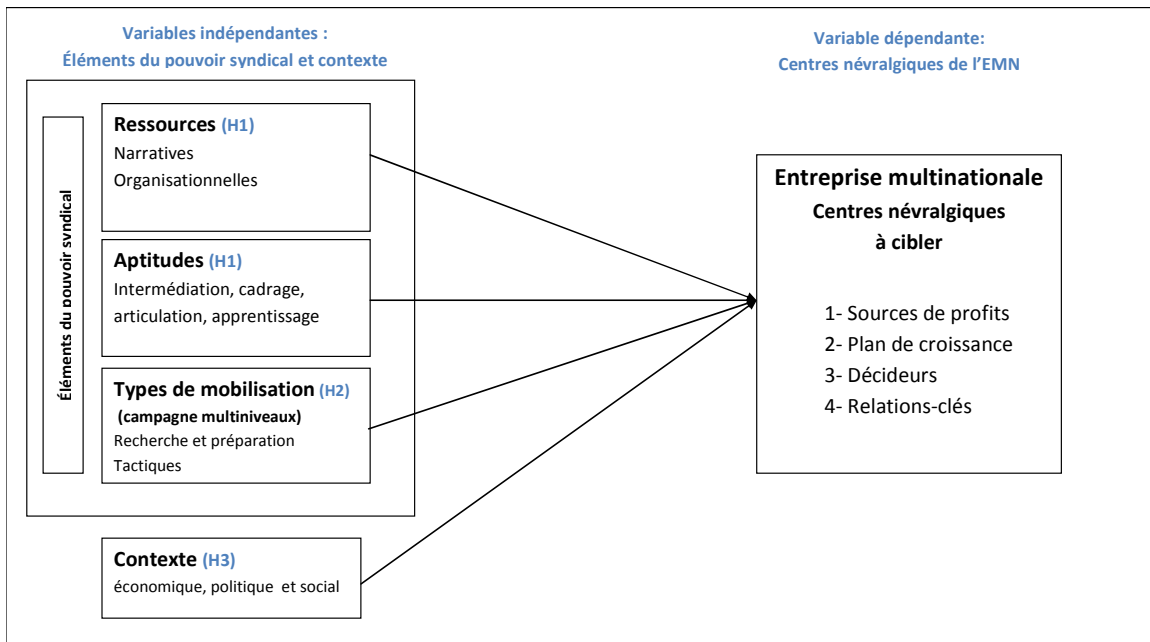 Variables indépendantes :
Éléments du pouvoir syndical et contexte
Éléments du pouvoir syndical
Ressources (H1)
Narratives
Organisationnelles
Aptitudes (H1)
Intermédiation, cadrage,
articulation, apprentissage
Types de mobilisation (H2)
(campagne multiniveaux)
Recherche et préparation
Tactiques
Contexte (H3)
économique, politique et social
Variable dépendante:
Centres névralgiques de l’EMN
Entreprise multinationale
Centres névralgiques
à cibler
1- Sources de profits
2- Plan de croissance
3- Décideurs
4- Relations-clés